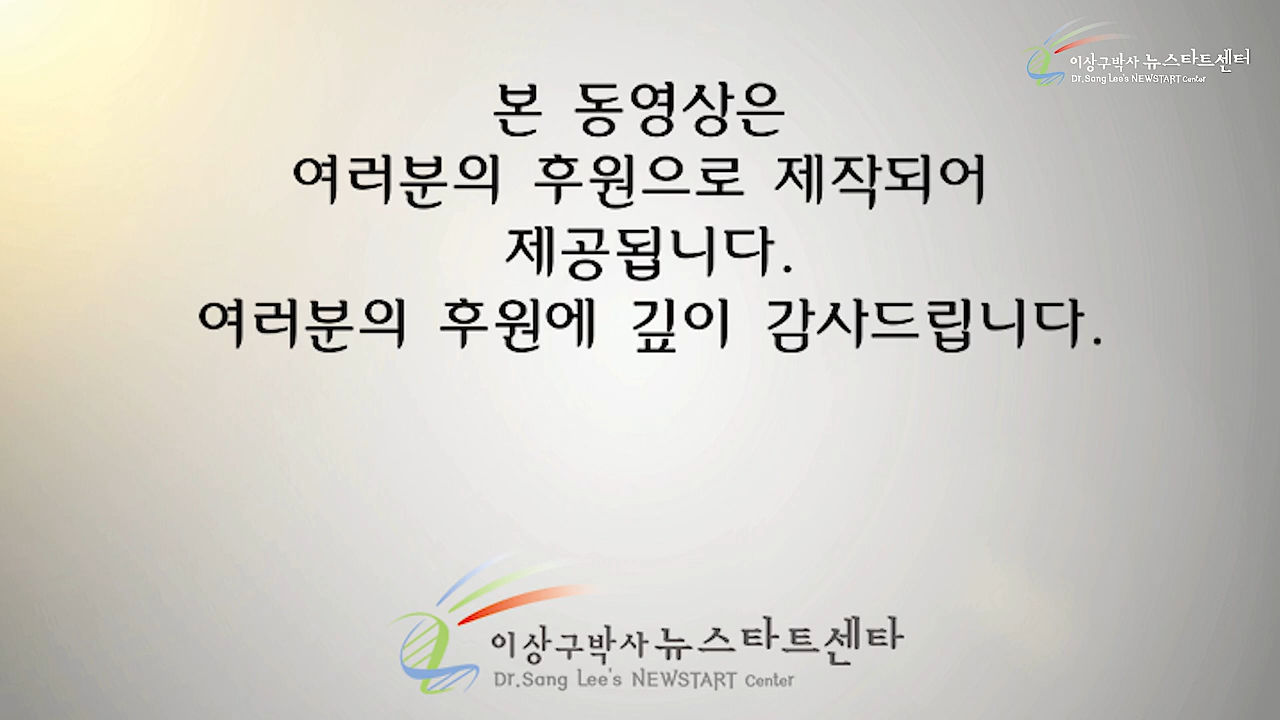 이상구박사 뉴스타트센터
Dr.Sang Lee's NEWSTART Center
본 동영상은
여러분의 후원으로 제작되어
제공됩니다.
여러분의 후원에 깊이 감사드립니다.
이상구박사 뉴스타트센타
Dr.Sang Lee's NEWSTART Center